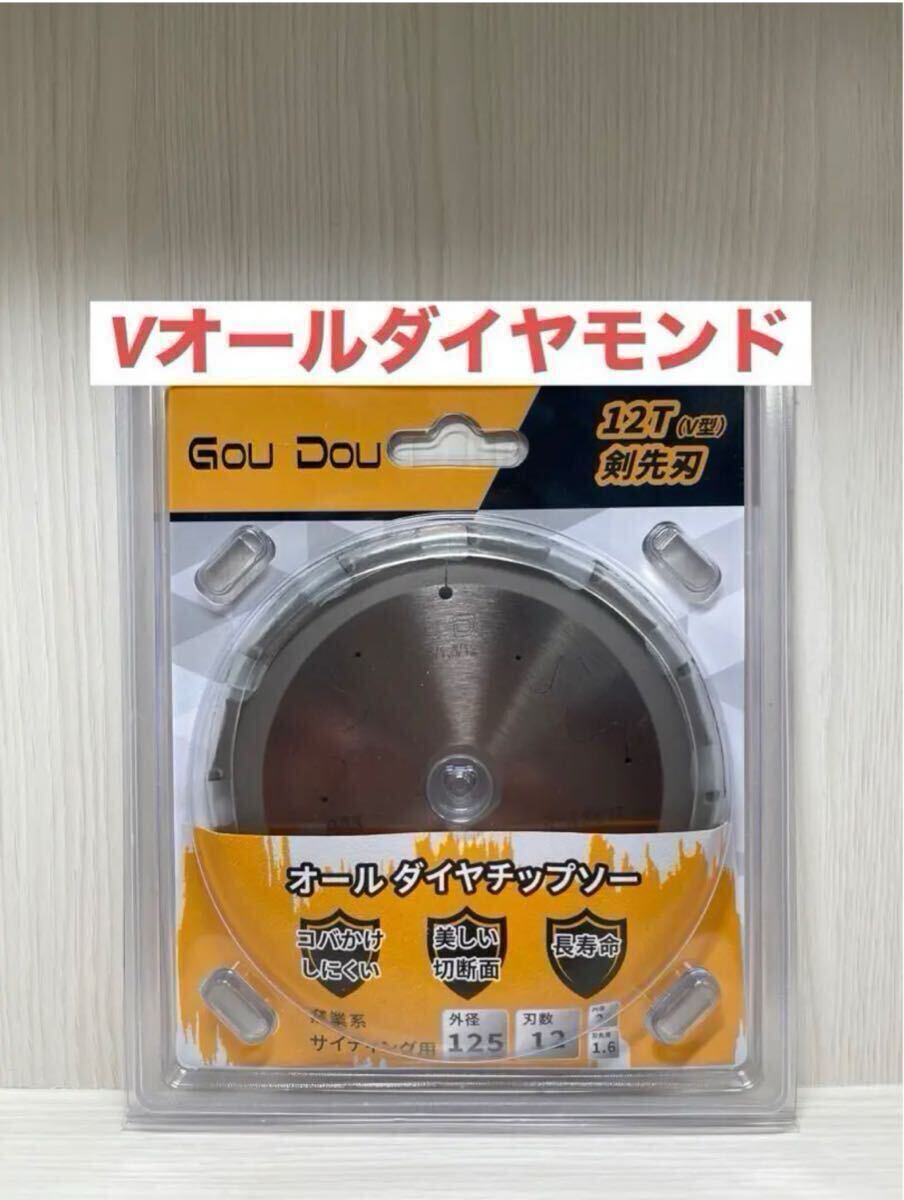 Vオールダイヤモンド
GOU DOU
12T (V型)
剣先刃
オール ダイヤチップソー
コバかけ
しにくい
美しい
切断面
長寿命
窯業系
サイディング用
外径
125
刃数
12
1.6